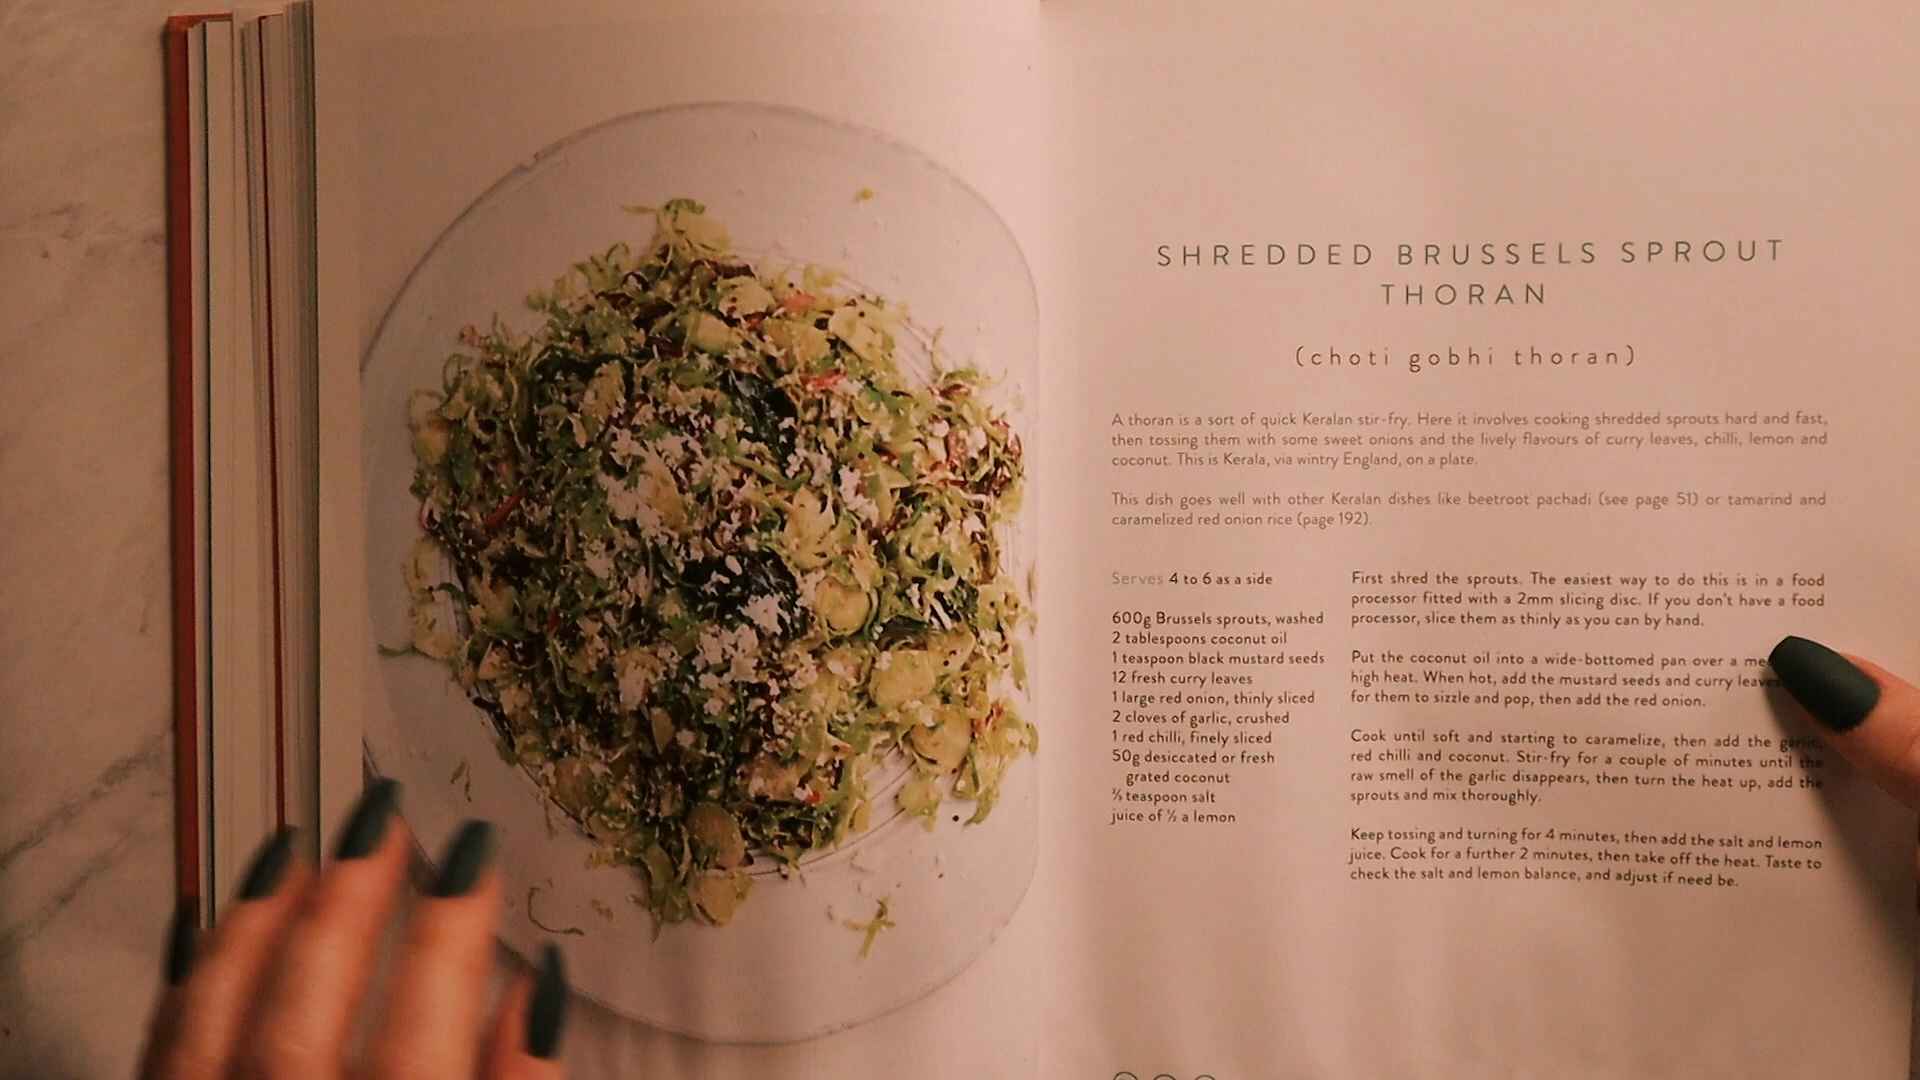 SHREDDED BRUSSELS SPROUT
THORAN
(choti gobhi thoran)
A thoran is a sort of quick Keralan stir-fry. Here it involves cooking shredded sprouts hard and fast,
then tossing them with some sweet onions and the lively flavours of curry leaves, chilli, lemon and
coconut. This is Kerala, via wintry England, on a plate.
This dish goes well with other Keralan dishes like beetroot pachadi (see page 51) or tamarind and
caramelized red onion rice (page 192).
Serves 4 to 6 as a side
600g Brussels sprouts, washed
2 tablespoons coconut oil
1 teaspoon black mustard seeds
12 fresh curry leaves
1 large red onion, thinly sliced
2 cloves of garlic, crushed
1 red chilli, finely sliced
50g desiccated or fresh
grated coconut
⅔ teaspoon salt
juice of ½ a lemon
First shred the sprouts. The easiest way to do this is in a food
processor fitted with a 2mm slicing disc. If you don't have a food
processor, slice them as thinly as you can by hand.
Put the coconut oil into a wide-bottomed pan over a
high heat. When hot, add the mustard seeds and curry
for them to sizzle and pop, then add the red onion.
Cook until soft and starting to caramelize, then add the garlic,
red chilli and coconut. Stir-fry for a couple of minutes until the
raw smell of the garlic disappears, then turn the heat up, add the
sprouts and mix thoroughly.
Keep tossing and turning for 4 minutes, then add the salt and lemon
juice. Cook for a further 2 minutes, then take off the heat. Taste to
check the salt and lemon balance, and adjust if need be.